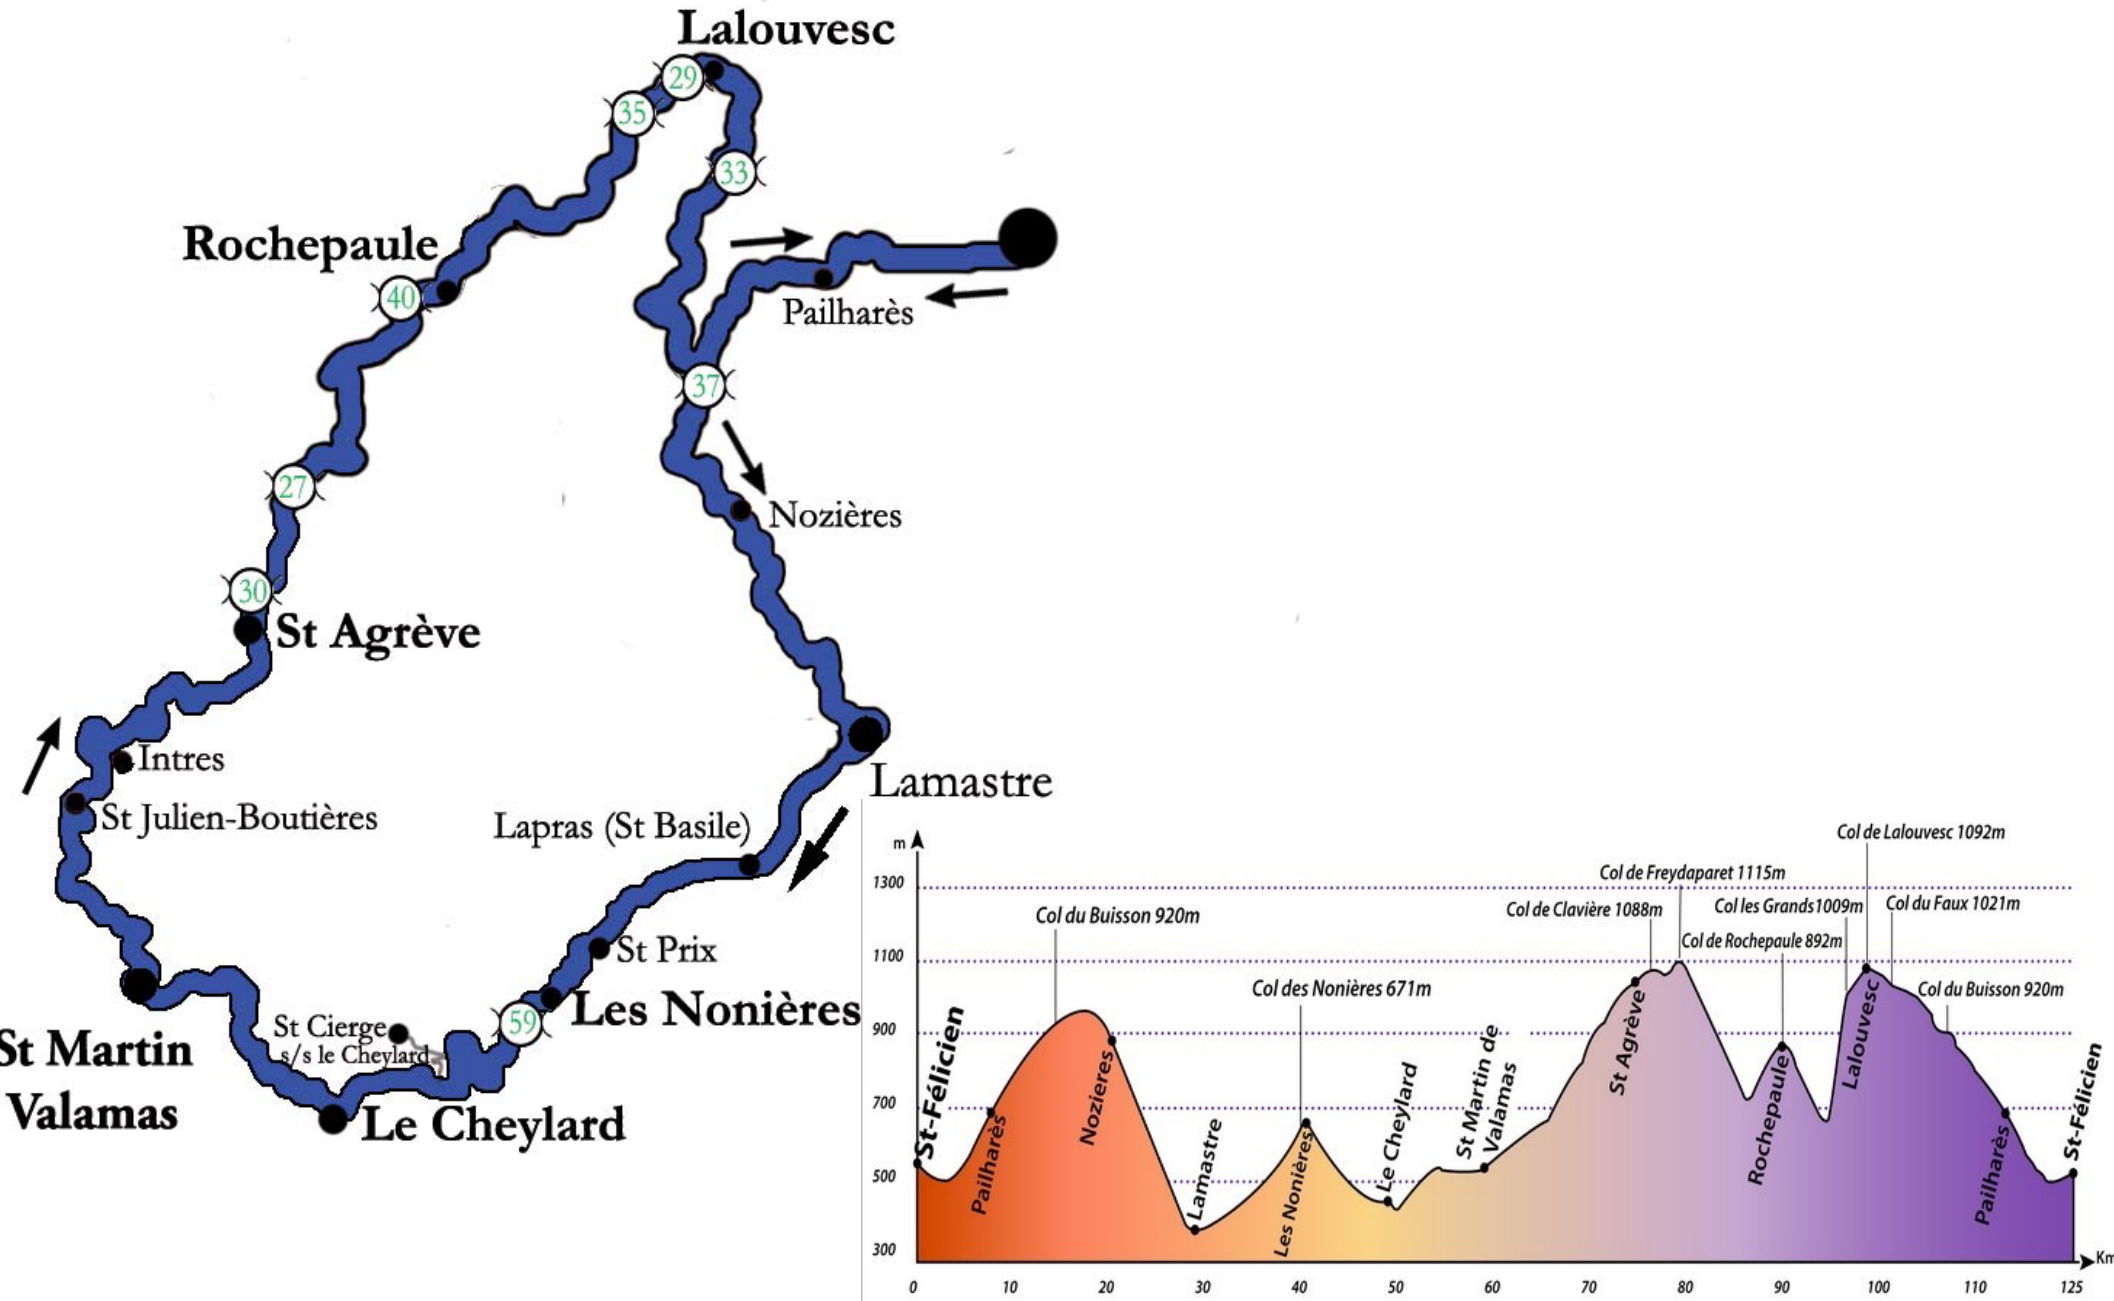 Lalouvesc
29
35
33
Rochepaule
40
Pailharès
37
27
Nozières
30
St Agrève
Intres
St Julien-Boutières
Lamastre
Lapras (St Basile)
St Prix
Les Nonières
59
St Cierge
s/s le Cheylard
St Martin
Valamas
Le Cheylard
m
1300
1100
900
700
500
300
Col du Buisson 920m
Col des Nonières 671m
Col de Clavière 1088m
Col de Freydaparet 1115m
Col de Rochepaule 892m
Col les Grands1009m
Col de Lalouvesc 1092m
Col du Faux 1021m
Col du Buisson 920m
St-Félicien
Pailharès
Nozieres
Lamastre
Les Nonières
Le Cheylard
St Martin de
Valamas
St Agrève
Rochepaule
Lalouvesc
Pailharès
St-Félicien
0 10 20 30 40 50 60 70 80 90 100 110 125
Km